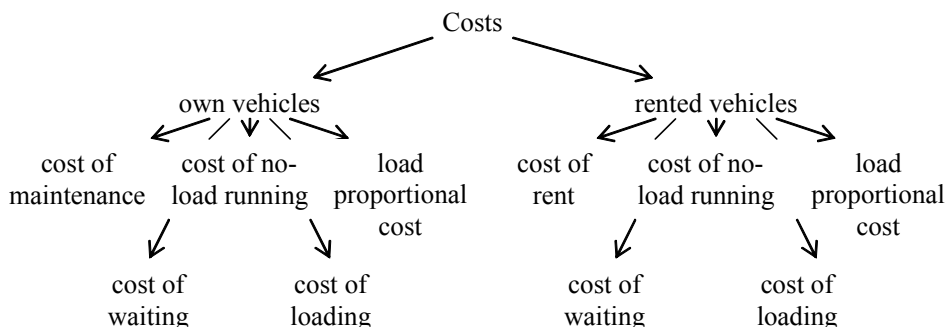 Costs
own vehicles
rented vehicles
cost of
maintenance
cost of no-
load running
load
proportional
cost
cost of
rent
cost of no-
load running
load
proportional
cost
cost of
waiting
cost of
loading
cost of
waiting
cost of
loading